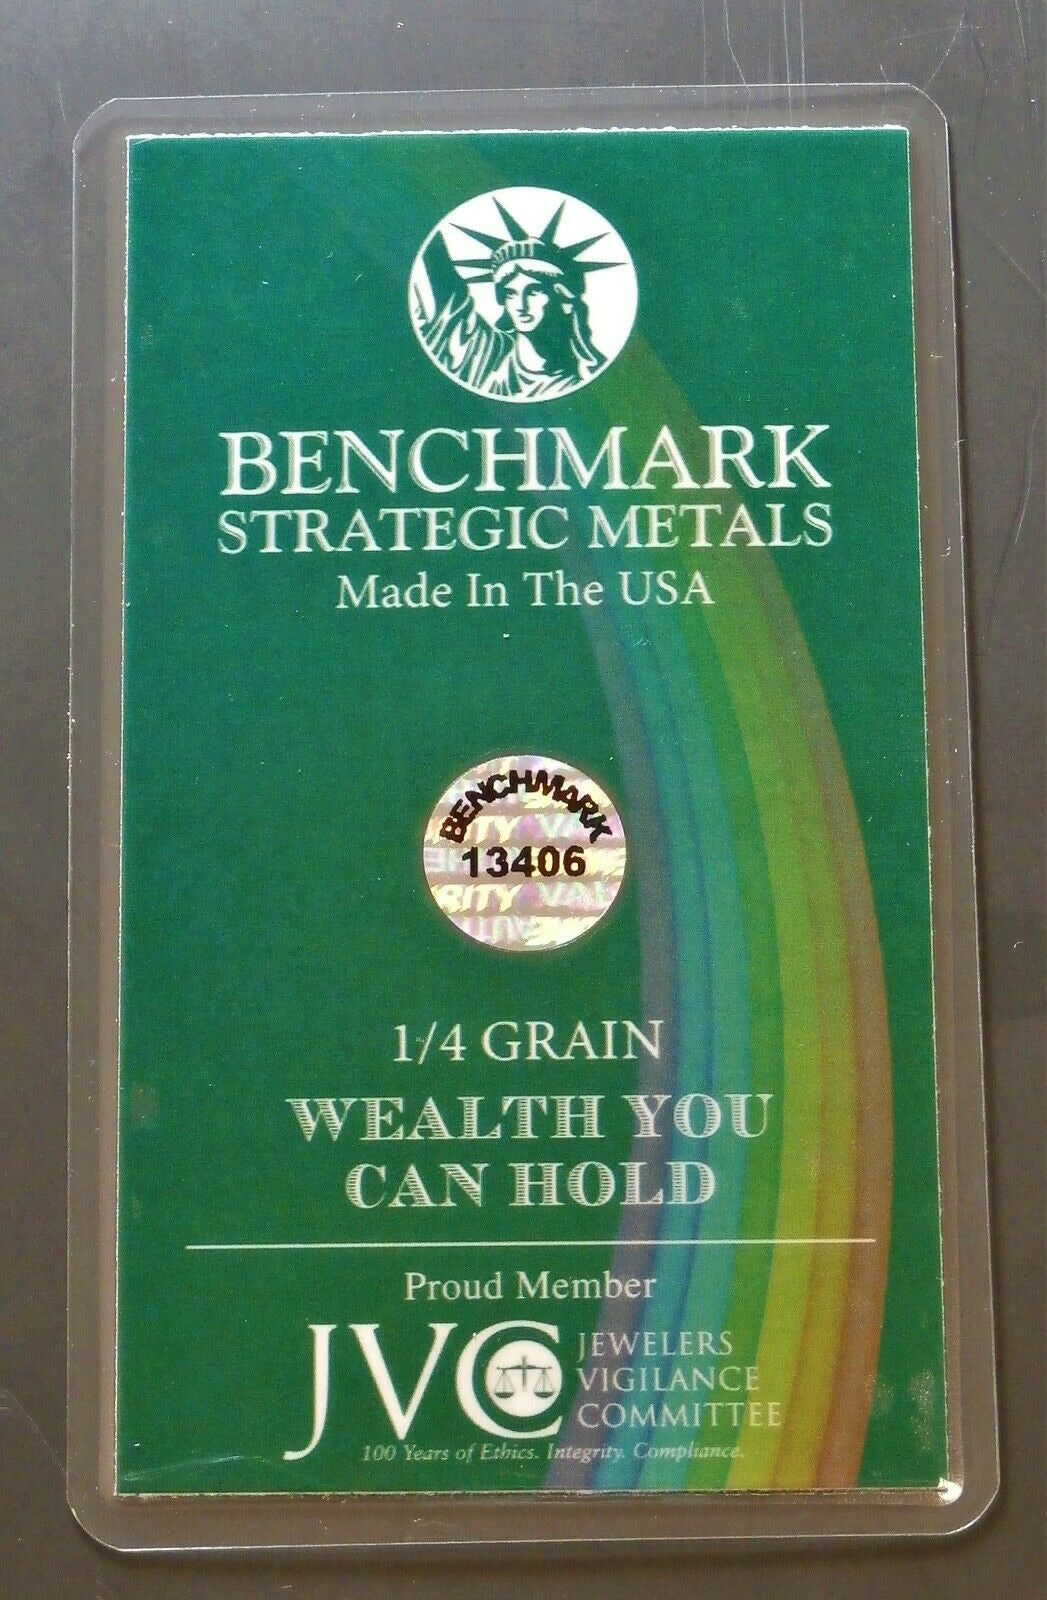 BENCHMARK
STRATEGIC METALS
Made In The USA
BENCHMARK
13406
1/4 GRAIN
WEALTH YOU
CAN HOLD
Proud Member
JVC
JEWELERS
VIGILANCE
COMMITTEE
100 Years of Ethics. Integrity. Compliance.